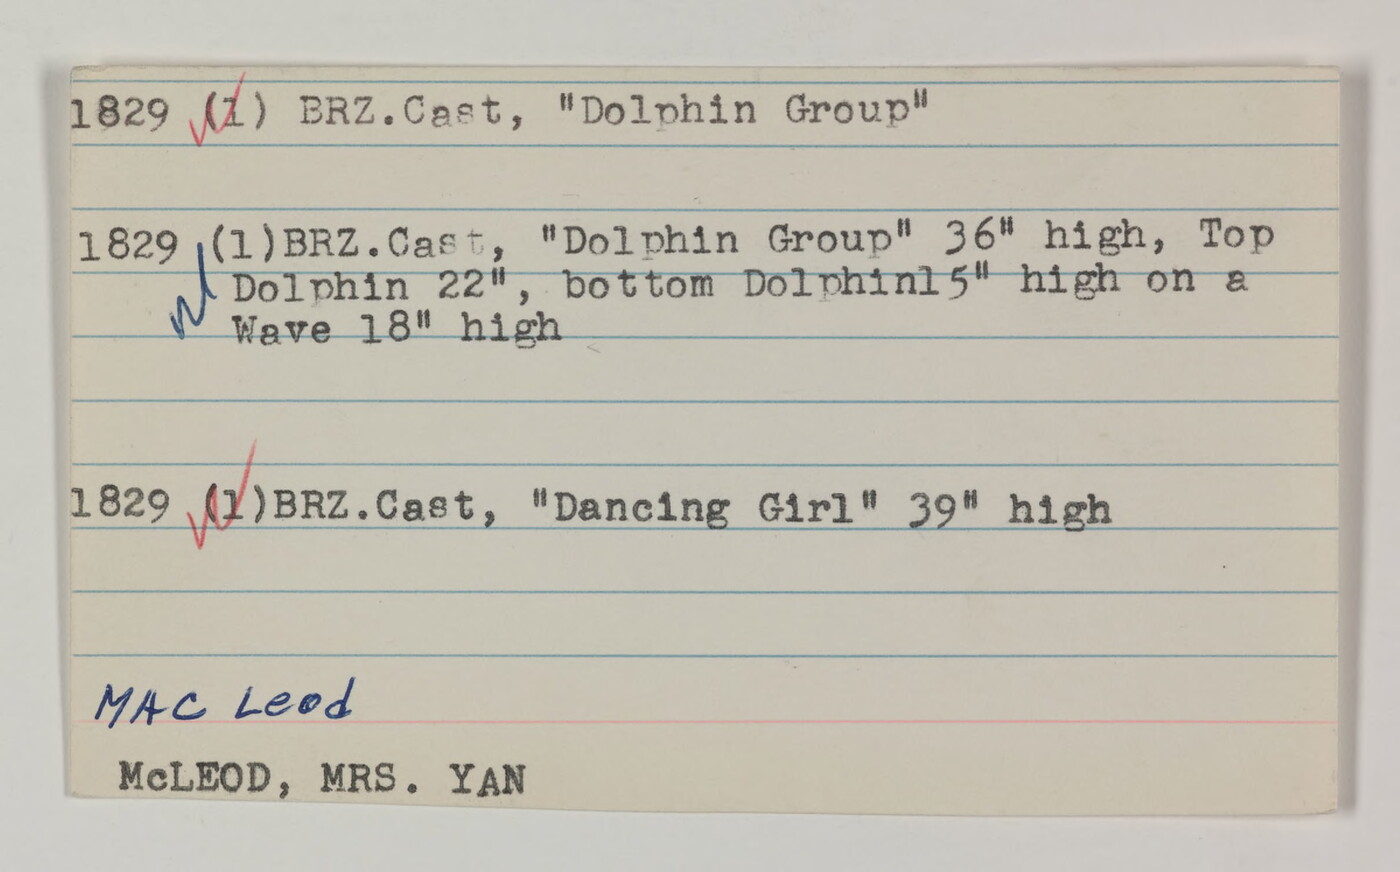 1829 (1) BRZ.Cast, "Dolphin Group"
1829 (1)BRZ.Cast, "Dolphin Group" 36" high, Top
Dolphin 22", bottom Dolphin15" high on a
Wave 18" high
1829 (1)BRZ.Cast, "Dancing Girl" 39" high
MAC Leod
McLEOD, MRS. YAN